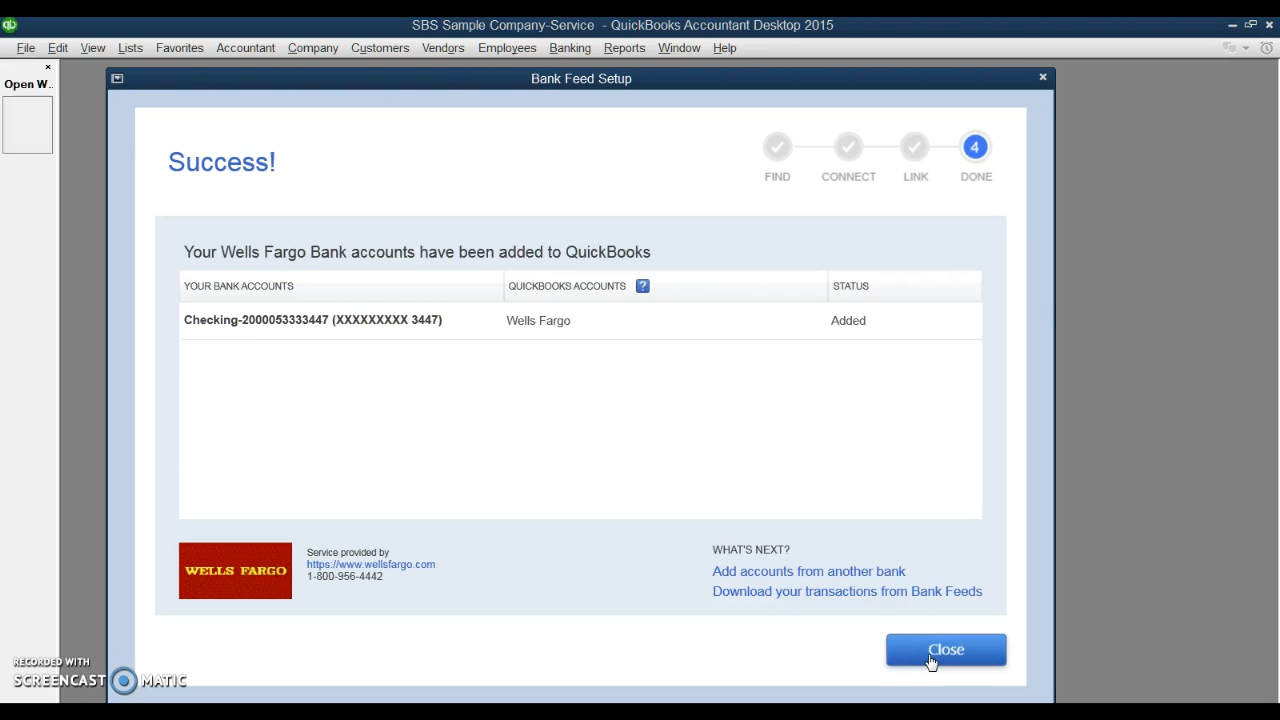 SBS Sample Company-Service - QuickBooks Accountant Desktop 2015
File Edit View Lists Favorites Accountant Company Customers Vendors Employees Banking Reports Window Help
Open W..
Bank Feed Setup
Success!
4
FIND CONNECT LINK DONE
Your Wells Fargo Bank accounts have been added to QuickBooks
YOUR BANK ACCOUNTS QUICKBOOKS ACCOUNTS ? STATUS
Checking-2000053333447 (XXXXXXXXX 3447) Wells Fargo Added
WELLS FARGO
Service provided by
https://www.wellsfargo.com
1-800-956-4442
WHAT'S NEXT?
Add accounts from another bank
Download your transactions from Bank Feeds
Close
RECORDED WITH
SCREENCAST MATIC